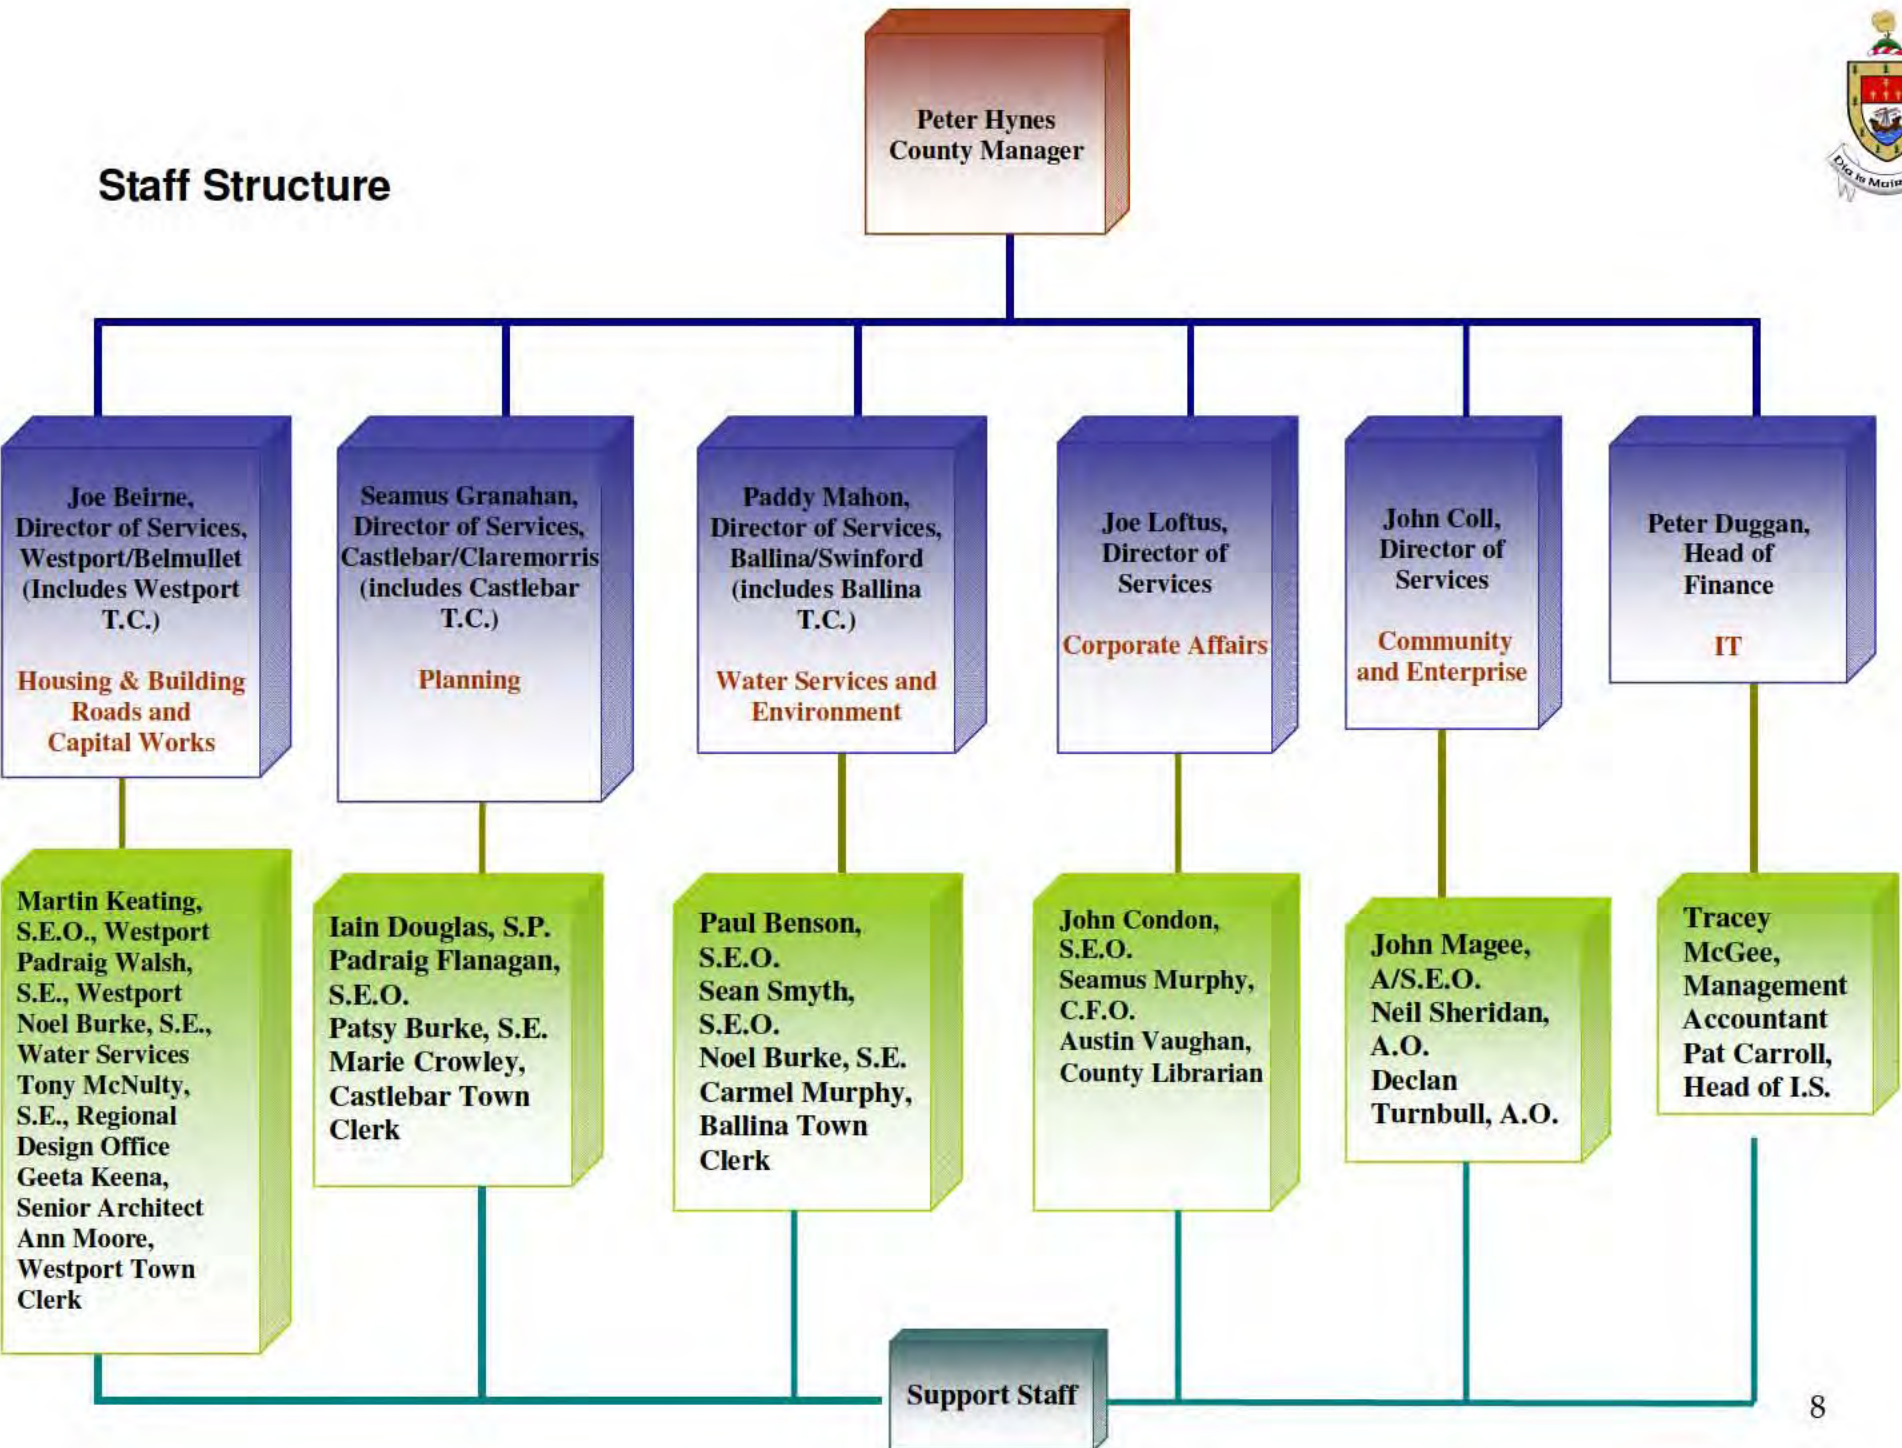 Staff Structure
Peter Hynes
County Manager
Dia is Muire
Joe Beirne,
Director of Services,
Westport/Belmullet
(Includes Westport
T.C.)
Housing & Building
Roads and
Capital Works
Seamus Granahan,
Director of Services,
Castlebar/Claremorris
(includes Castlebar
T.C.)
Planning
Paddy Mahon,
Director of Services,
Ballina/Swinford
(includes Ballina
T.C.)
Water Services and
Environment
Joe Loftus,
Director of
Services
Corporate Affairs
John Coll,
Director of
Services
Community
and Enterprise
Peter Duggan,
Head of
Finance
IT
Martin Keating,
S.E.O., Westport
Padraig Walsh,
S.E., Westport
Noel Burke, S.E.,
Water Services
Tony McNulty,
S.E., Regional
Design Office
Geeta Keena,
Senior Architect
Ann Moore,
Westport Town
Clerk
Iain Douglas, S.P.
Padraig Flanagan,
S.E.O.
Patsy Burke, S.E.
Marie Crowley,
Castlebar Town
Clerk
Paul Benson,
S.E.O.
Sean Smyth,
S.E.O.
Noel Burke, S.E.
Carmel Murphy,
Ballina Town
Clerk
John Condon,
S.E.O.
Seamus Murphy,
C.F.O.
Austin Vaughan,
County Librarian
John Magee,
A/S.E.O.
Neil Sheridan,
A.O.
Declan
Turnbull, A.O.
Tracey
McGee,
Management
Accountant
Pat Carroll,
Head of I.S.
Support Staff
8